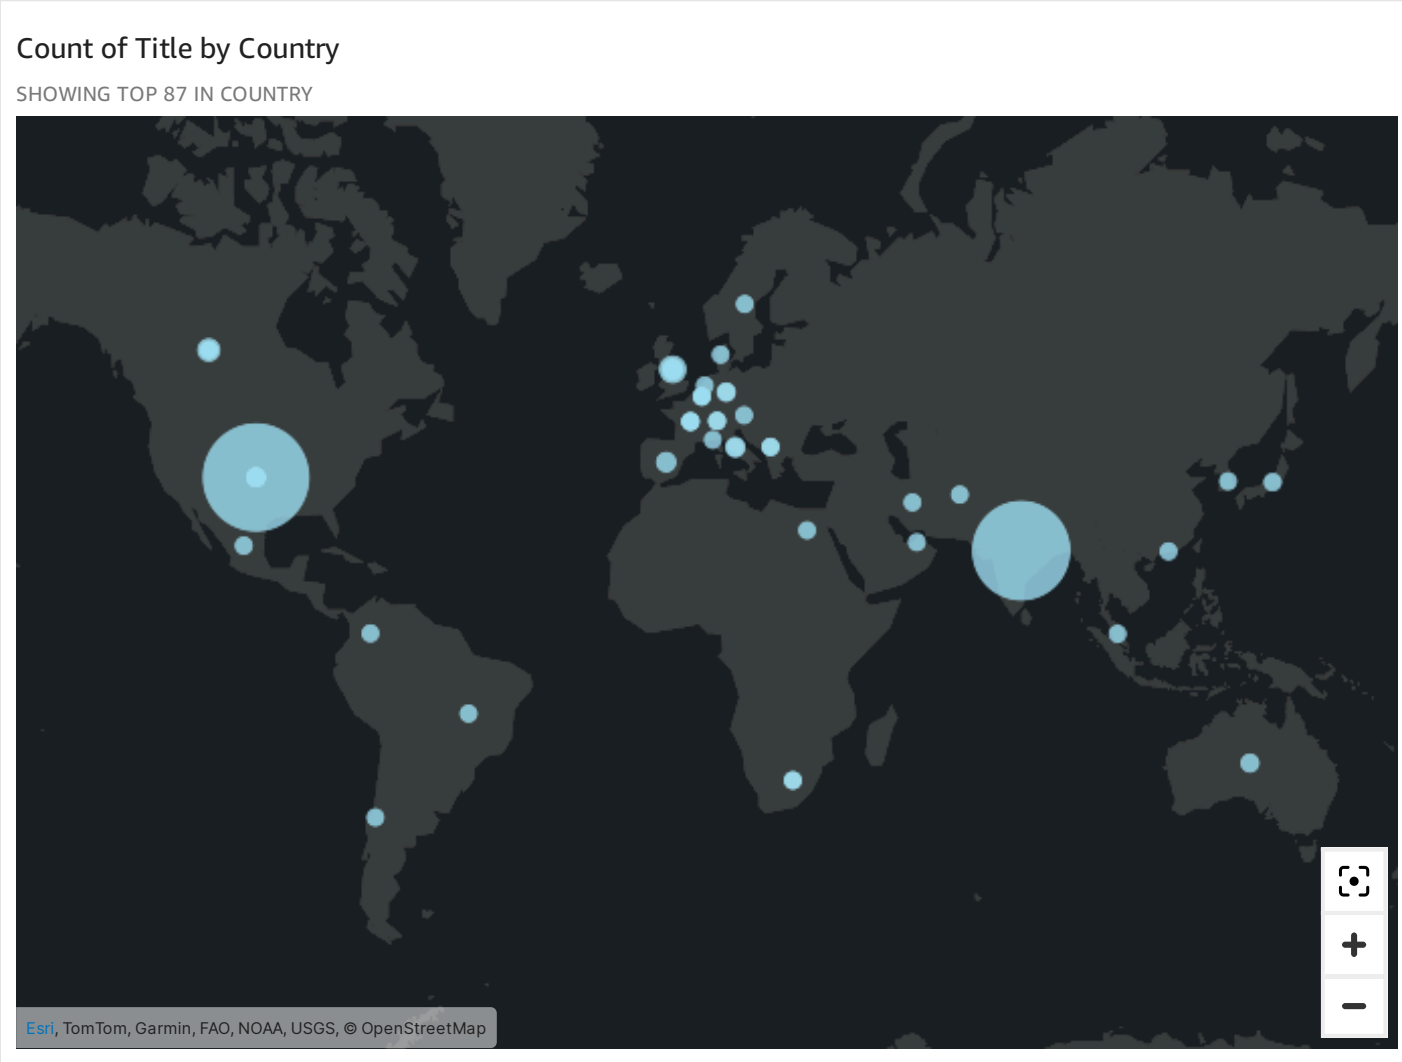 Count of Title by Country
SHOWING TOP 87 IN COUNTRY
Esri, TomTom, Garmin, FAO, NOAA, USGS, © OpenStreetMap